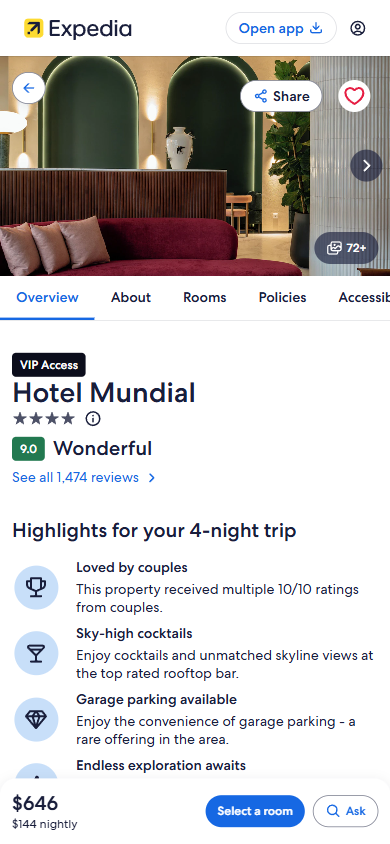 Expedia
Open app
Share
72+
Overview
About
Rooms
Policies
Accessib
VIP Access
Hotel Mundial
9.0 Wonderful
See all 1,474 reviews
Highlights for your 4-night trip
Loved by couples
This property received multiple 10/10 ratings
from couples.
Sky-high cocktails
Enjoy cocktails and unmatched skyline views at
the top rated rooftop bar.
Garage parking available
Enjoy the convenience of garage parking - a
rare offering in the area.
Endless exploration awaits
$646
$144 nightly
Select a room
Ask